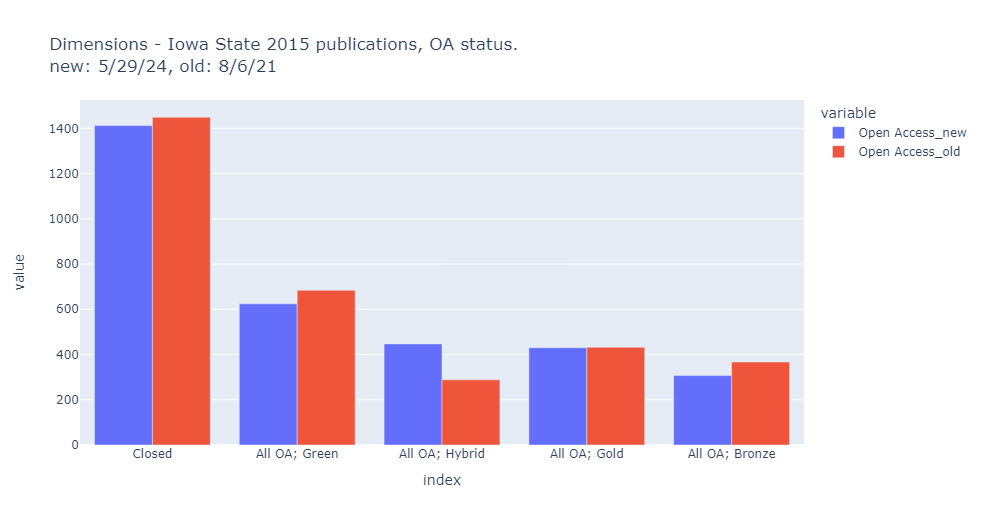 Dimensions - Iowa State 2015 publications, OA status.
new: 5/29/24, old: 8/6/21
variable
Open Access_new
Open Access_old
value
1400
1200
1000
800
600
400
200
0
Closed
All OA; Green
All OA; Hybrid
All OA; Gold
All OA; Bronze
index